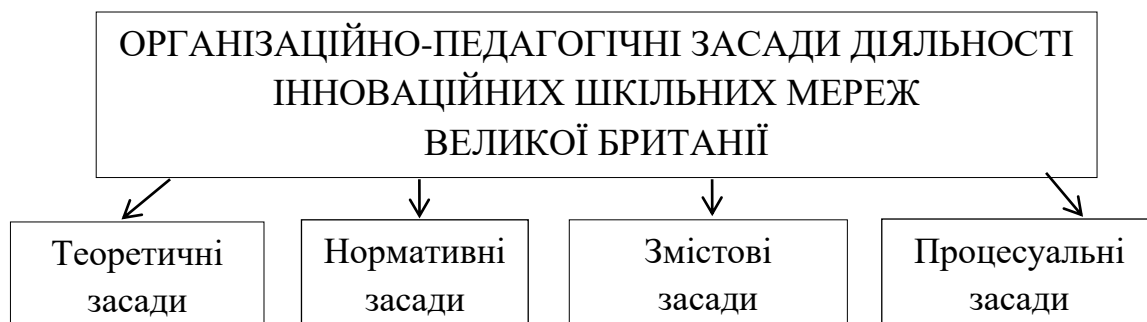 ОРГАНІЗАЦІЙНО-ПЕДАГОГІЧНІ ЗАСАДИ ДІЯЛЬНОСТІ
ІННОВАЦІЙНИХ ШКІЛЬНИХ МЕРЕЖ
ВЕЛИКОЇ БРИТАНІЇ
Теоретичні
засади
Нормативні
засади
Змістові
засади
Процесуальні
засади